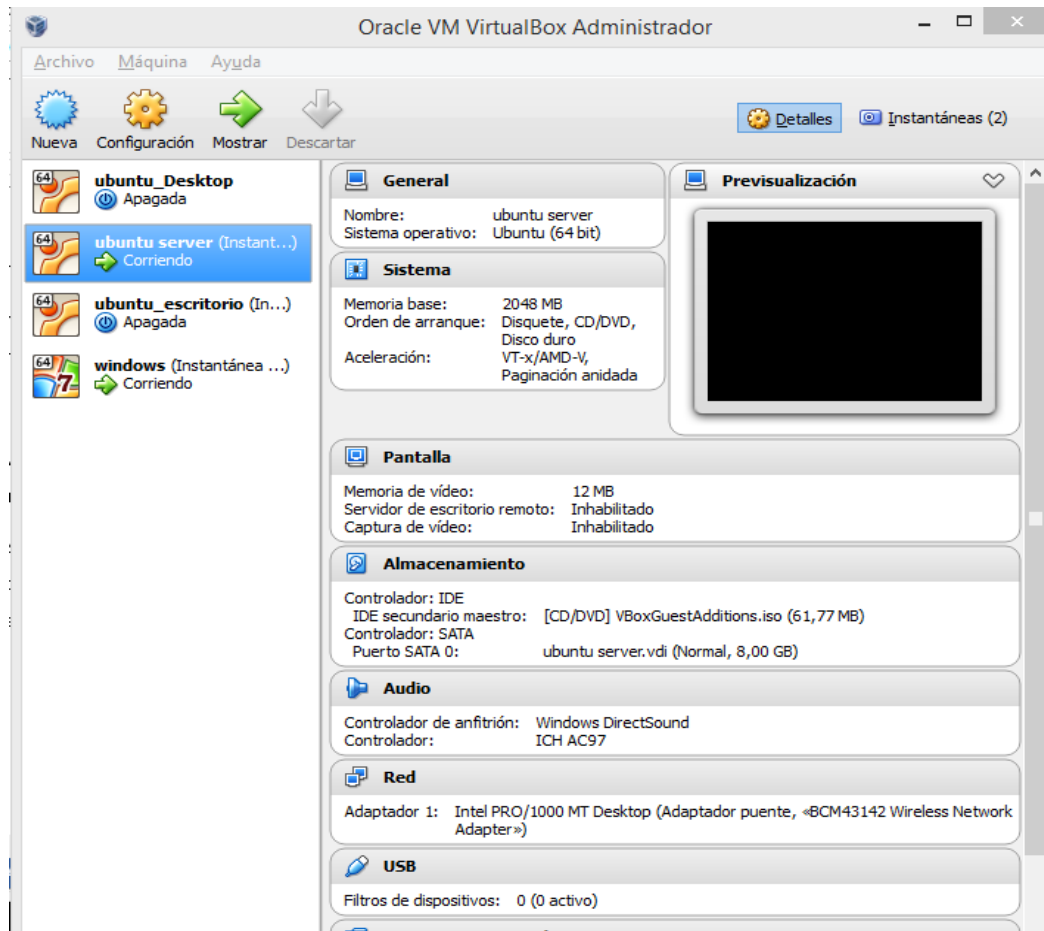 Oracle VM VirtualBox Administrador
Archivo Máquina Ayuda
Nueva Configuración Mostrar Descartar
Detalles Instantáneas (2)
64 ubuntu_Desktop
Apagada
64 ubuntu server (Instant...)
Corriendo
64 ubuntu_escritorio (In...)
Apagada
64 windows (Instantánea ...)
7 Corriendo
General
Nombre: ubuntu server
Sistema operativo: Ubuntu (64 bit)
Sistema
Memoria base: 2048 MB
Orden de arranque: Disquete, CD/DVD,
Disco duro
Aceleración: VT-x/AMD-V,
Paginación anidada
Previsualización
Pantalla
Memoria de vídeo: 12 MB
Servidor de escritorio remoto: Inhabilitado
Captura de vídeo: Inhabilitado
Almacenamiento
Controlador: IDE
IDE secundario maestro: [CD/DVD] VBoxGuestAdditions.iso (61,77 MB)
Controlador: SATA
Puerto SATA 0: ubuntu server.vdi (Normal, 8,00 GB)
Audio
Controlador de anfitrión: Windows DirectSound
Controlador: ICH AC97
Red
Adaptador 1: Intel PRO/1000 MT Desktop (Adaptador puente, «BCM43142 Wireless Network
Adapter»)
USB
Filtros de dispositivos: 0 (0 activo)